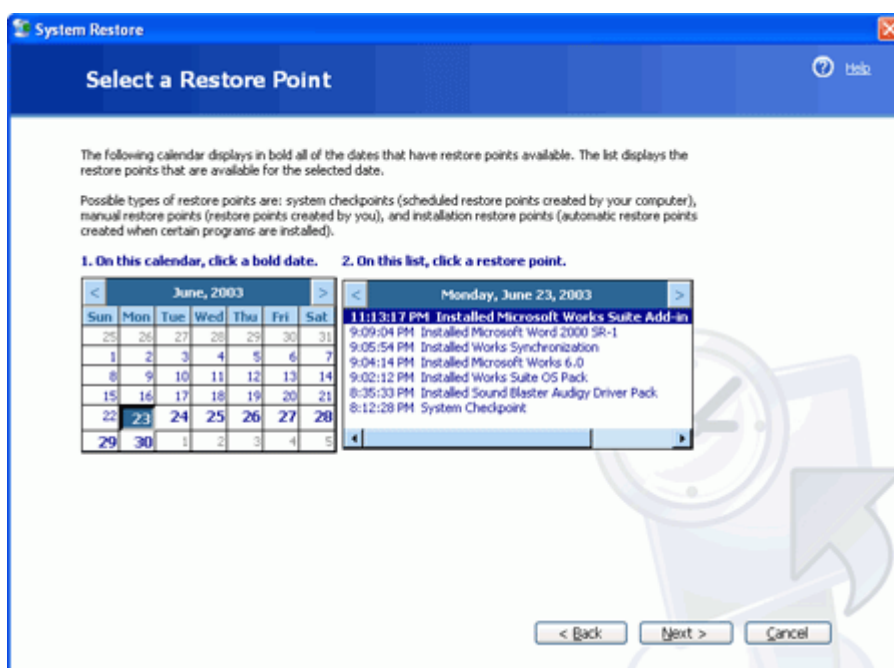 System Restore
Select a Restore Point
? Help
The following calendar displays in bold all of the dates that have restore points available. The list displays the
restore points that are available for the selected date.
Possible types of restore points are: system checkpoints (scheduled restore points created by your computer),
manual restore points (restore points created by you), and installation restore points (automatic restore points
created when certain programs are installed).
1. On this calendar, click a bold date.
2. On this list, click a restore point.
< June, 2003 >
Sun Mon Tue Wed Thu Fri Sat
25 26 27 28 29 30 31
1 2 3 4 5 6 7
8 9 10 11 12 13 14
15 16 17 18 19 20 21
22 23 24 25 26 27 28
29 30 1 2 3 4 5
< Monday, June 23, 2003 >
11:13:17 PM Installed Microsoft Works Suite Add-in
9:09:04 PM Installed Microsoft Word 2000 SR-1
9:05:54 PM Installed Works Synchronization
9:04:14 PM Installed Microsoft Works 6.0
9:02:12 PM Installed Works Suite OS Pack
8:35:33 PM Installed Sound Blaster Audigy Driver Pack
8:12:28 PM System Checkpoint
< Back
Next >
Cancel